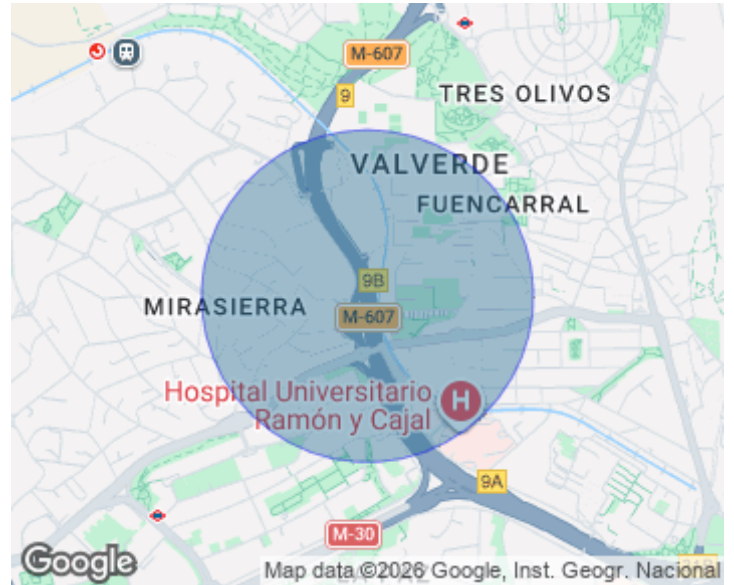 M-607
9
TRES OLIVOS
VALVERDE
FUENCARRAL
9B
MIRASIERRA
M-607
Hospital Universitario
Ramón y Cajal
H
9A
M-30
Google
Map data ©2026 Google, Inst. Geogr. Nacional